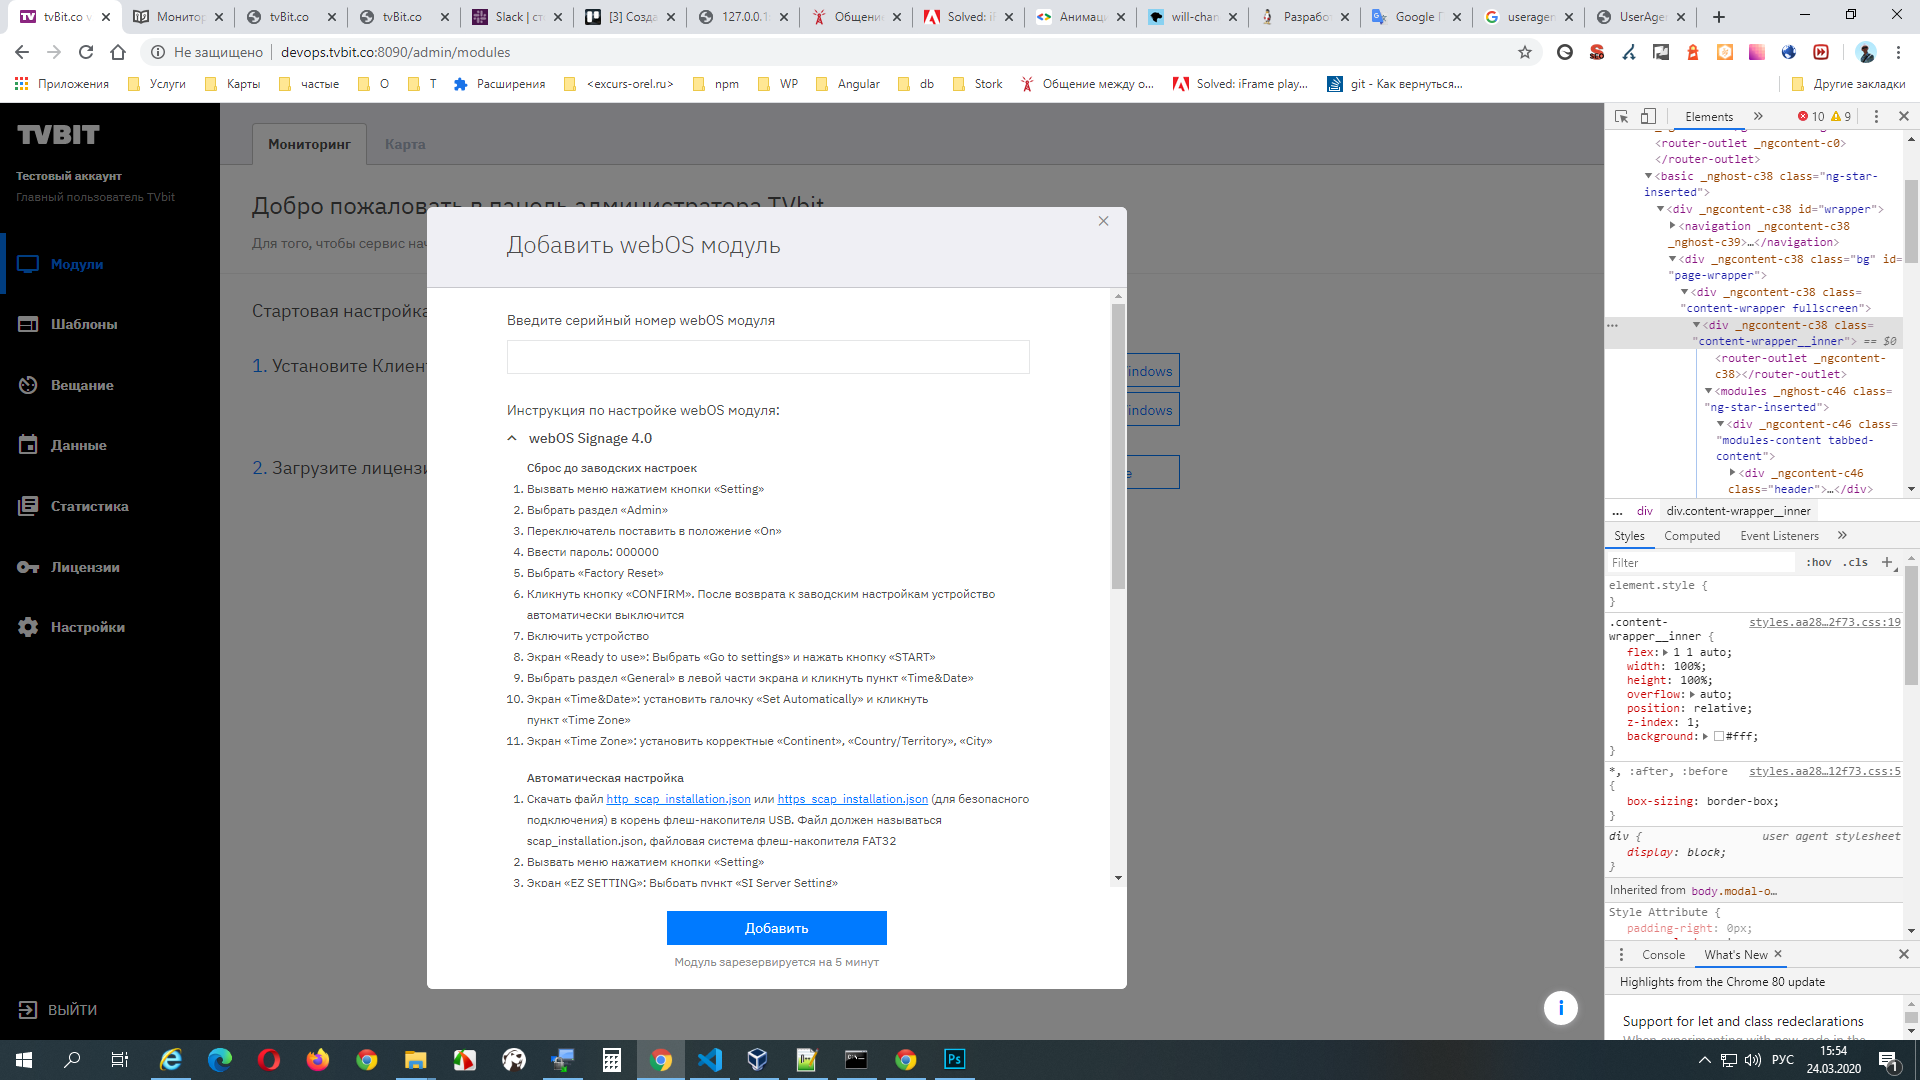 tvBit.co v
Монитор
tvBit.co
tvBit.co
Slack | ст
[3] Созда
127.0.0.1
Общение
Solved: iF
Анимаци
will-chan
Разработ
Google П
useragen
UserAge
Не защищено
devops.tvbit.co:8090/admin/modules
Приложения
Услуги
Карты
частые
О
Т
Расширения
<excurs-orel.ru>
npm
WP
Angular
db
Stork
Общение между о...
Solved: iFrame play...
git - Как вернуться...
Другие закладки
TVBIT
Тестовый аккаунт
Главный пользователь TVbit
Модули
Шаблоны
Вещание
Данные
Статистика
Лицензии
Настройки
ВЫЙТИ
Мониторинг
Карта
Добро пожаловать в панель администратора TVbit
Для того, чтобы сервис нач
Стартовая настройка
1. Установите Клиен
2. Загрузите лиценз
indows
indows
e
Добавить webOS модуль
Введите серийный номер webOS модуля
Инструкция по настройке webOS модуля:
webOS Signage 4.0
Сброс до заводских настроек
1. Вызвать меню нажатием кнопки «Setting»
2. Выбрать раздел «Admin»
3. Переключатель поставить в положение «On»
4. Ввести пароль: 000000
5. Выбрать «Factory Reset»
6. Кликнуть кнопку «CONFIRM». После возврата к заводским настройкам устройство
автоматически выключится
7. Включить устройство
8. Экран «Ready to use»: Выбрать «Go to settings» и нажать кнопку «START»
9. Выбрать раздел «General» в левой части экрана и кликнуть пункт «Time&Date»
10. Экран «Time&Date»: установить галочку «Set Automatically» и кликнуть
пункт «Time Zone»
11. Экран «Time Zone»: установить корректные «Continent», «Country/Territory», «City»
Автоматическая настройка
1. Скачать файл http_scap_installation.json или https_scap_installation.json (для безопасного
подключения) в корень флеш-накопителя USB. Файл должен называться
scap_installation.json, файловая система флеш-накопителя FAT32
2. Вызвать меню нажатием кнопки «Setting»
3. Экран «EZ SETTING»: Выбрать пункт «SI Server Setting»
Добавить
Модуль зарезервируется на 5 минут
i
Elements
10
9
<router-outlet _ngcontent-c0>
</router-outlet>
<basic _nghost-c38 class="ng-star-
inserted">
<div _ngcontent-c38 id="wrapper">
<navigation _ngcontent-c38
_nghost-c39>…</navigation>
<div _ngcontent-c38 class="bg" id=
"page-wrapper">
<div _ngcontent-c38 class=
"content-wrapper fullscreen">
<div _ngcontent-c38 class=
"content-wrapper__inner"> == $0
<router-outlet _ngcontent-
c38></router-outlet>
<modules _nghost-c46 class=
"ng-star-inserted">
<div _ngcontent-c46 class=
"modules-content tabbed-
content">
<div _ngcontent-c46
class="header">…</div>
... div div.content-wrapper__inner
Styles
Computed
Event Listeners
Filter
:hov .cls
element.style {
}
.content-
wrapper__inner {
styles.aa28…2f73.css:19
flex: 1 1 auto;
width: 100%;
height: 100%;
overflow: auto;
position: relative;
z-index: 1;
background: #fff;
}
*, :after, :before
styles.aa28…12f73.css:5
{
box-sizing: border-box;
}
div {
user agent stylesheet
display: block;
}
Inherited from body.modal-o…
Style Attribute {
padding-right: 0px;
Console
What's New
Highlights from the Chrome 80 update
Support for let and class redeclarations
When experimenting with new code in the
Ps
РУС
15:54
24.03.2020
1